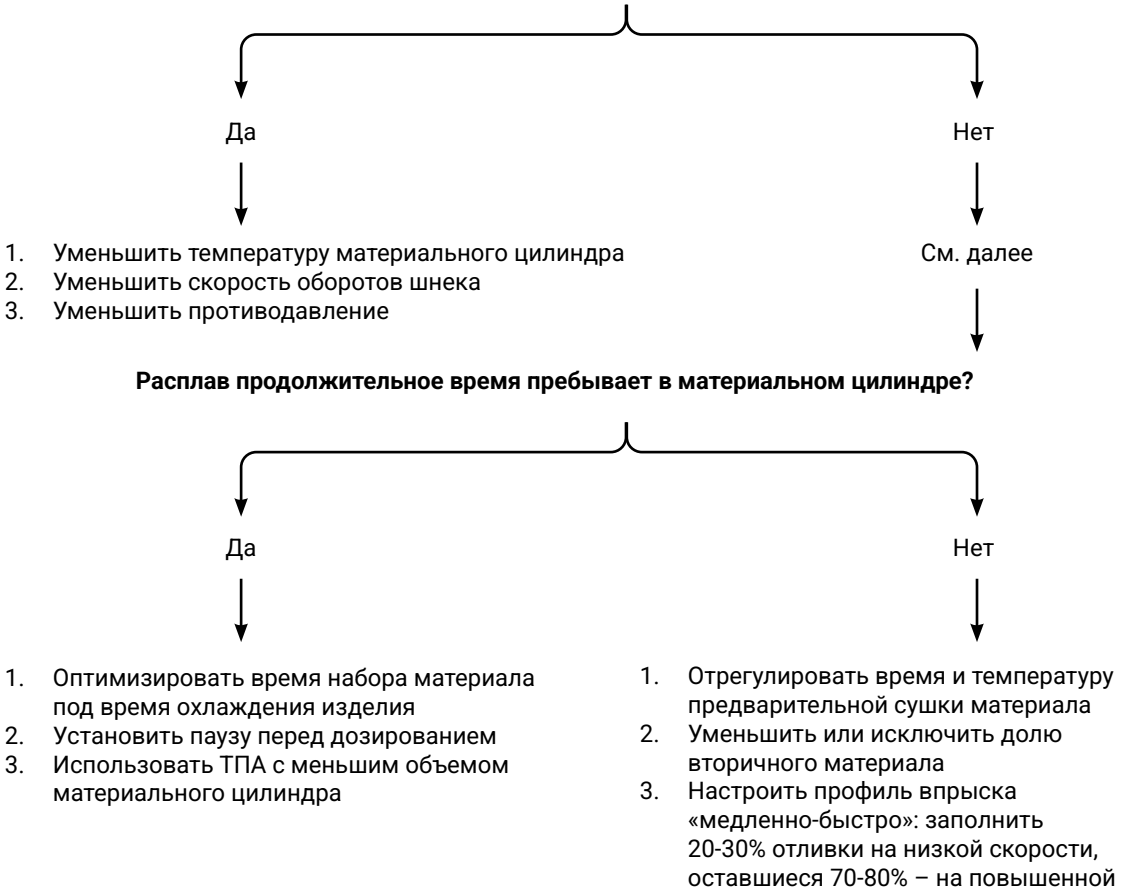 Да
Нет
1. Уменьшить температуру материального цилиндра
2. Уменьшить скорость оборотов шнека
3. Уменьшить противодавление
См. далее
Расплав продолжительное время пребывает в материальном цилиндре?
Да
Нет
1. Оптимизировать время набора материала
под время охлаждения изделия
2. Установить паузу перед дозированием
3. Использовать ТПА с меньшим объемом
материального цилиндра
1. Отрегулировать время и температуру
предварительной сушки материала
2. Уменьшить или исключить долю
вторичного материала
3. Настроить профиль впрыска
«медленно-быстро»: заполнить
20-30% отливки на низкой скорости,
оставшиеся 70-80% – на повышенной